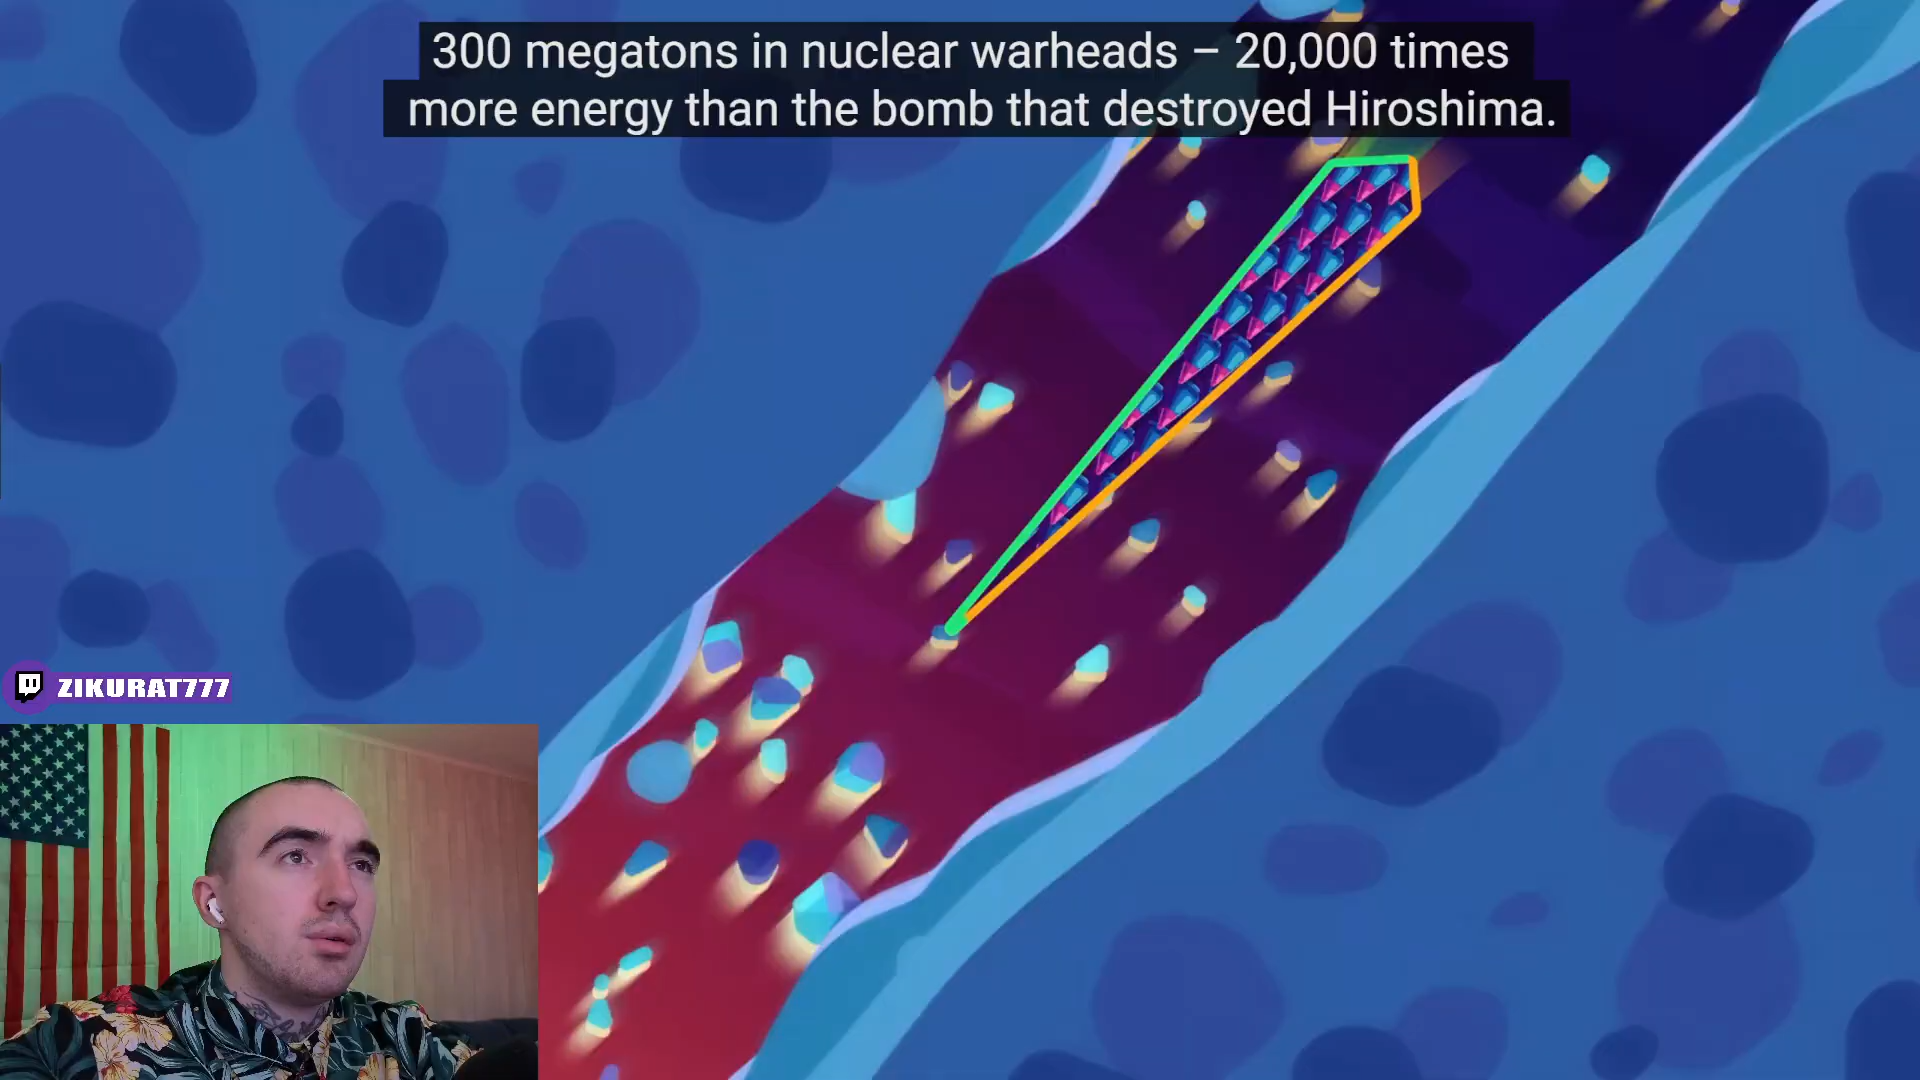 300 megatons in nuclear warheads – 20,000 times
more energy than the bomb that destroyed Hiroshima.
ZIKURAT777